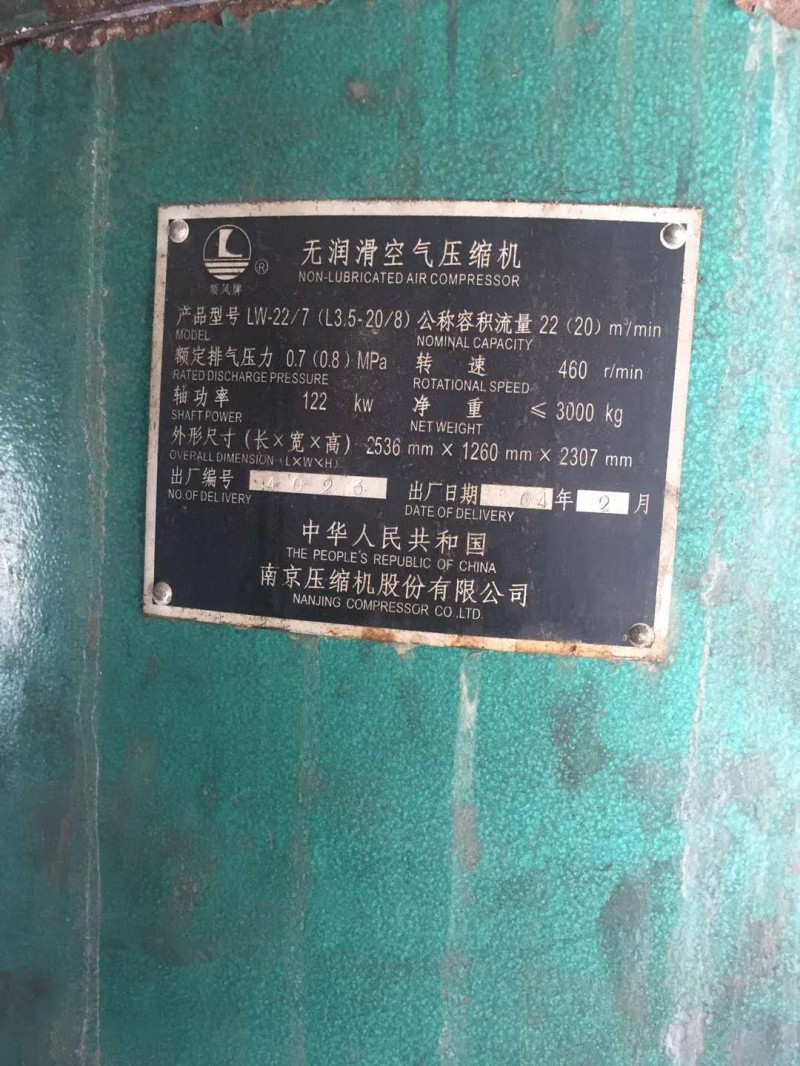 顺风牌 ®
无润滑空气压缩机
NON-LUBRICATED AIR COMPRESSOR
产品型号 LW-22/7 (L3.5-20/8) 公称容积流量 22 (20) m³/min
MODEL NOMINAL CAPACITY
额定排气压力 0.7 (0.8) MPa 转速 460 r/min
RATED DISCHARGE PRESSURE ROTATIONAL SPEED
轴功率 122 kw 净重 ≤ 3000 kg
SHAFT POWER NET WEIGHT
外形尺寸 (长×宽×高) 2536 mm × 1260 mm × 2307 mm
OVERALL DIMENSION (L×W×H)
出厂编号 出厂日期 04 年 2 月
NO. OF DELIVERY DATE OF DELIVERY
中华人民共和国
THE PEOPLE'S REPUBLIC OF CHINA
南京压缩机股份有限公司
NANJING COMPRESSOR CO.,LTD.